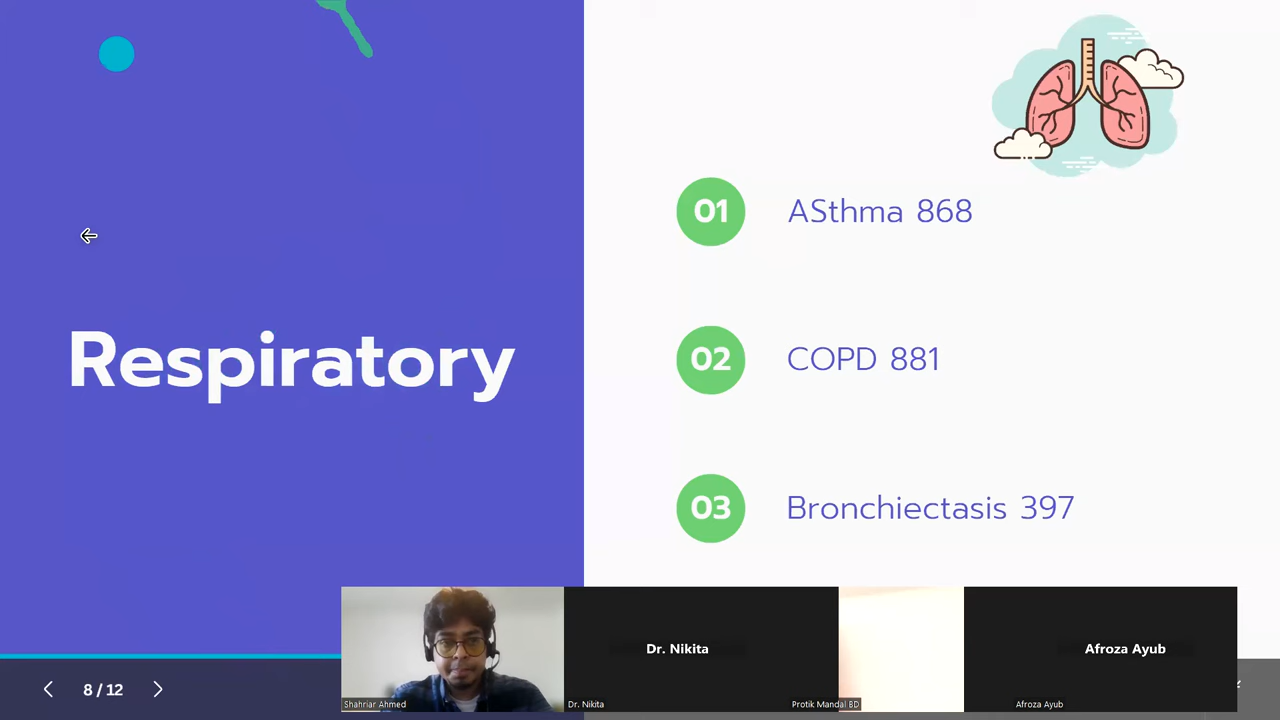 01 ASthma 868
02 COPD 881
Respiratory
03 Bronchiectasis 397
Dr. Nikita
Afroza Ayub
8 / 12
Shahriar Ahmed
Dr. Nikita
Protik Mandal BD
Afroza Ayub